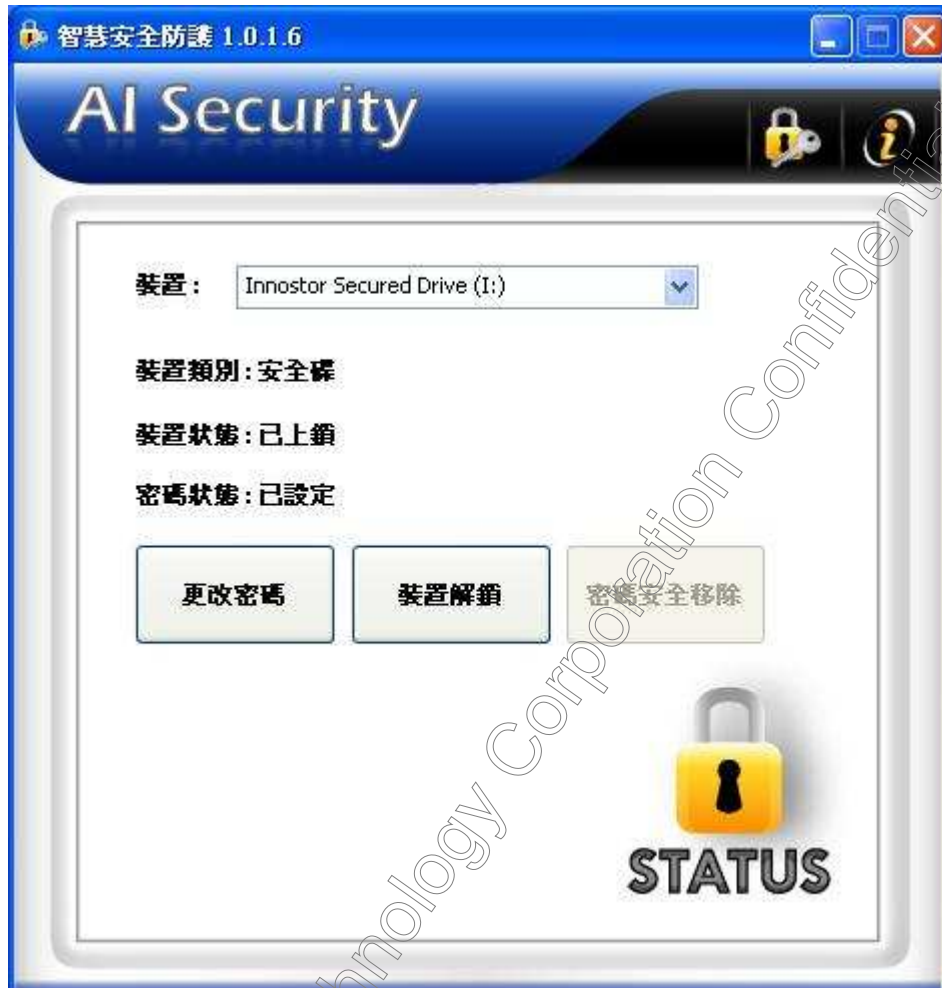 智慧安全防護 1.0.1.6
AI Security
裝置：
Innostor Secured Drive (I:)
裝置類別：安全碟
裝置狀態：已上鎖
密碼狀態：已設定
更改密碼
裝置解鎖
密碼安全移除
STATUS
Corporation Confidential